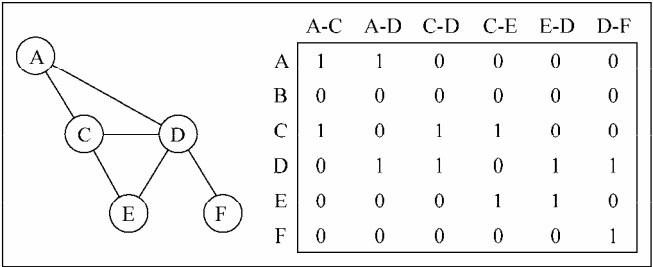 A-C A-D C-D C-E E-D D-F
A 1 1 0 0 0 0
B 0 0 0 0 0 0
C 1 0 1 1 0 0
D 0 1 1 0 1 1
E 0 0 0 1 1 0
F 0 0 0 0 0 1
A
C D
E F